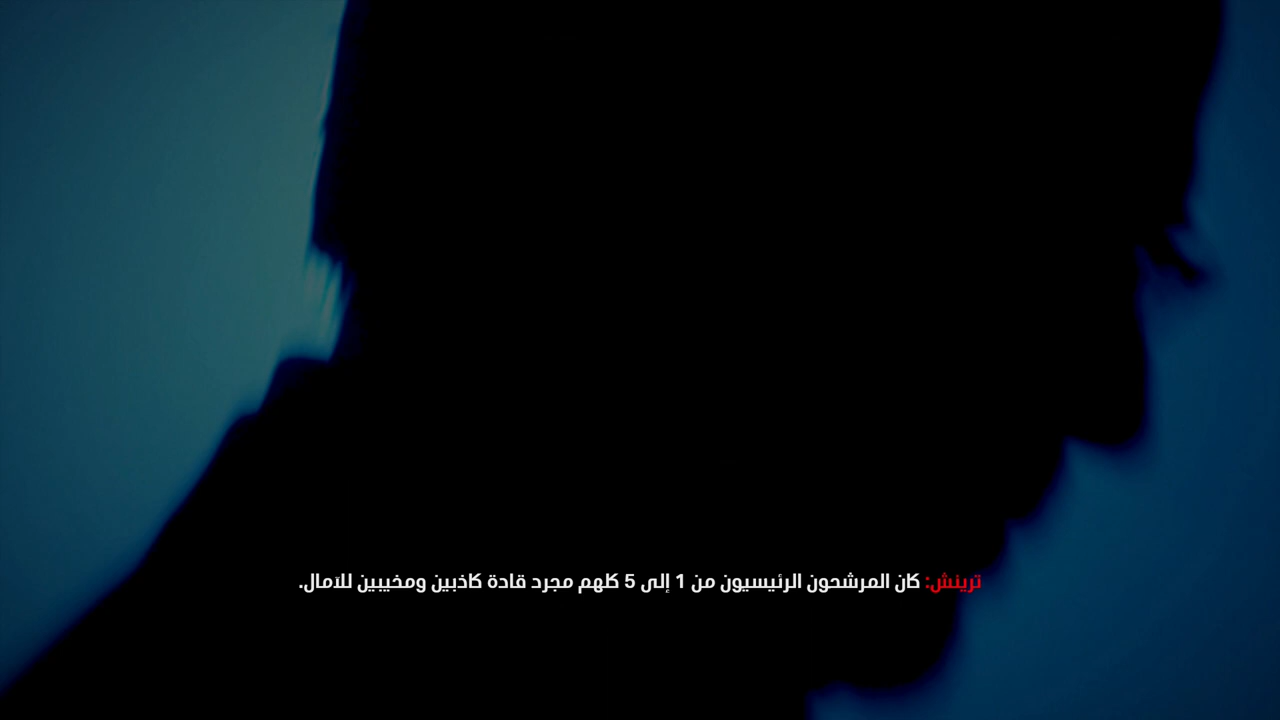 ترينش: كان المرشحون الرئيسيون من 1 إلى 5 كلهم مجرد قادة كاذبين ومخيبين للآمال.